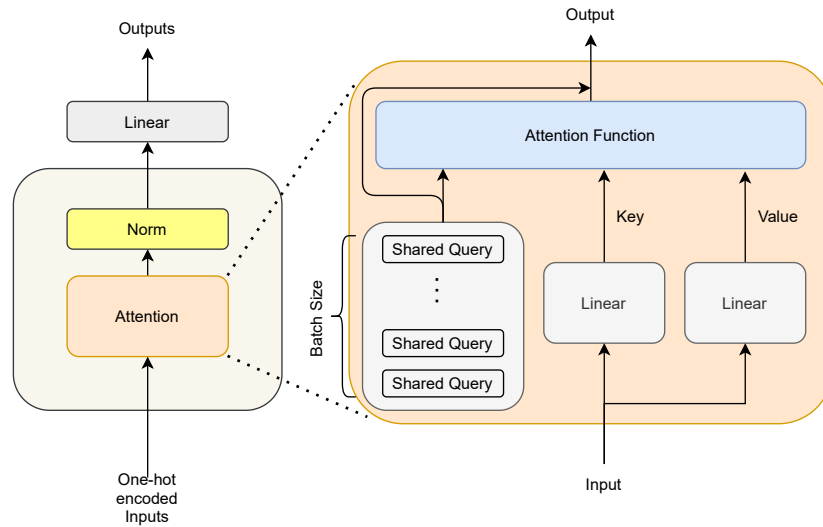 Outputs
Linear
Norm
Attention
One-hot
encoded
Inputs
Output
Attention Function
Key
Value
Batch Size
Shared Query
Shared Query
Shared Query
Linear
Linear
Input